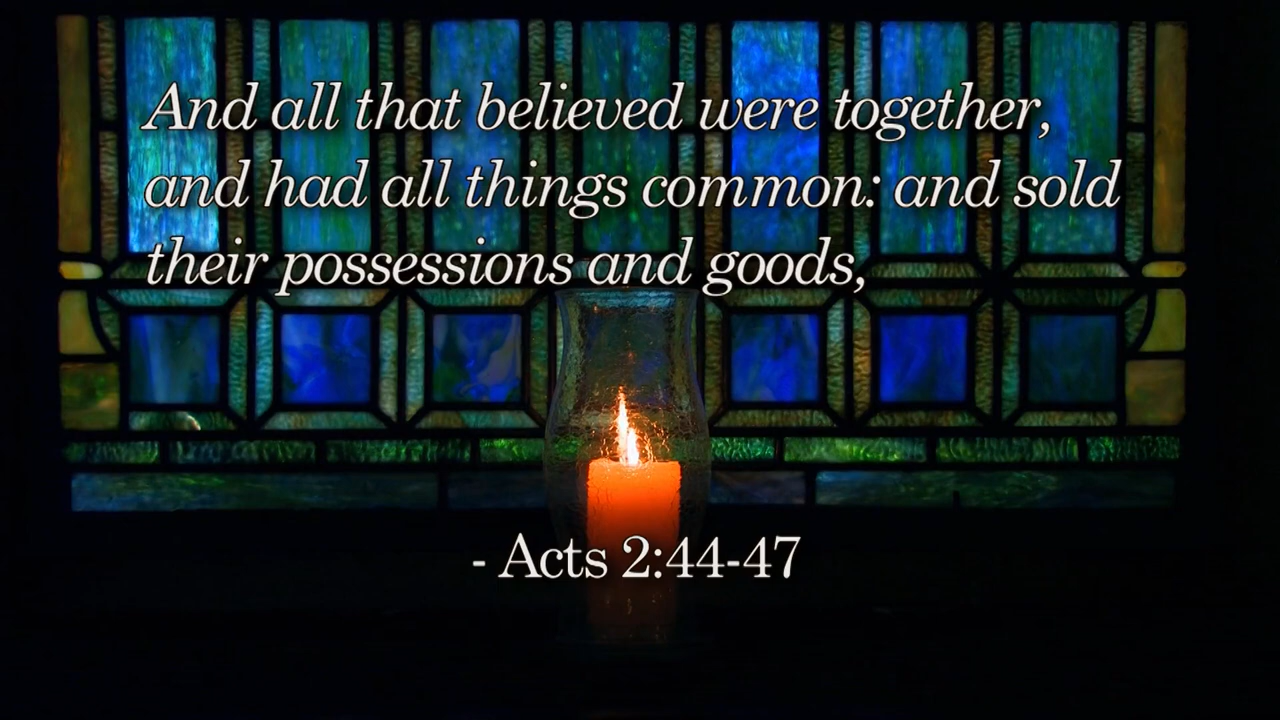 And all that believed were together,
and had all things common: and sold
their possessions and goods,
- Acts 2:44-47